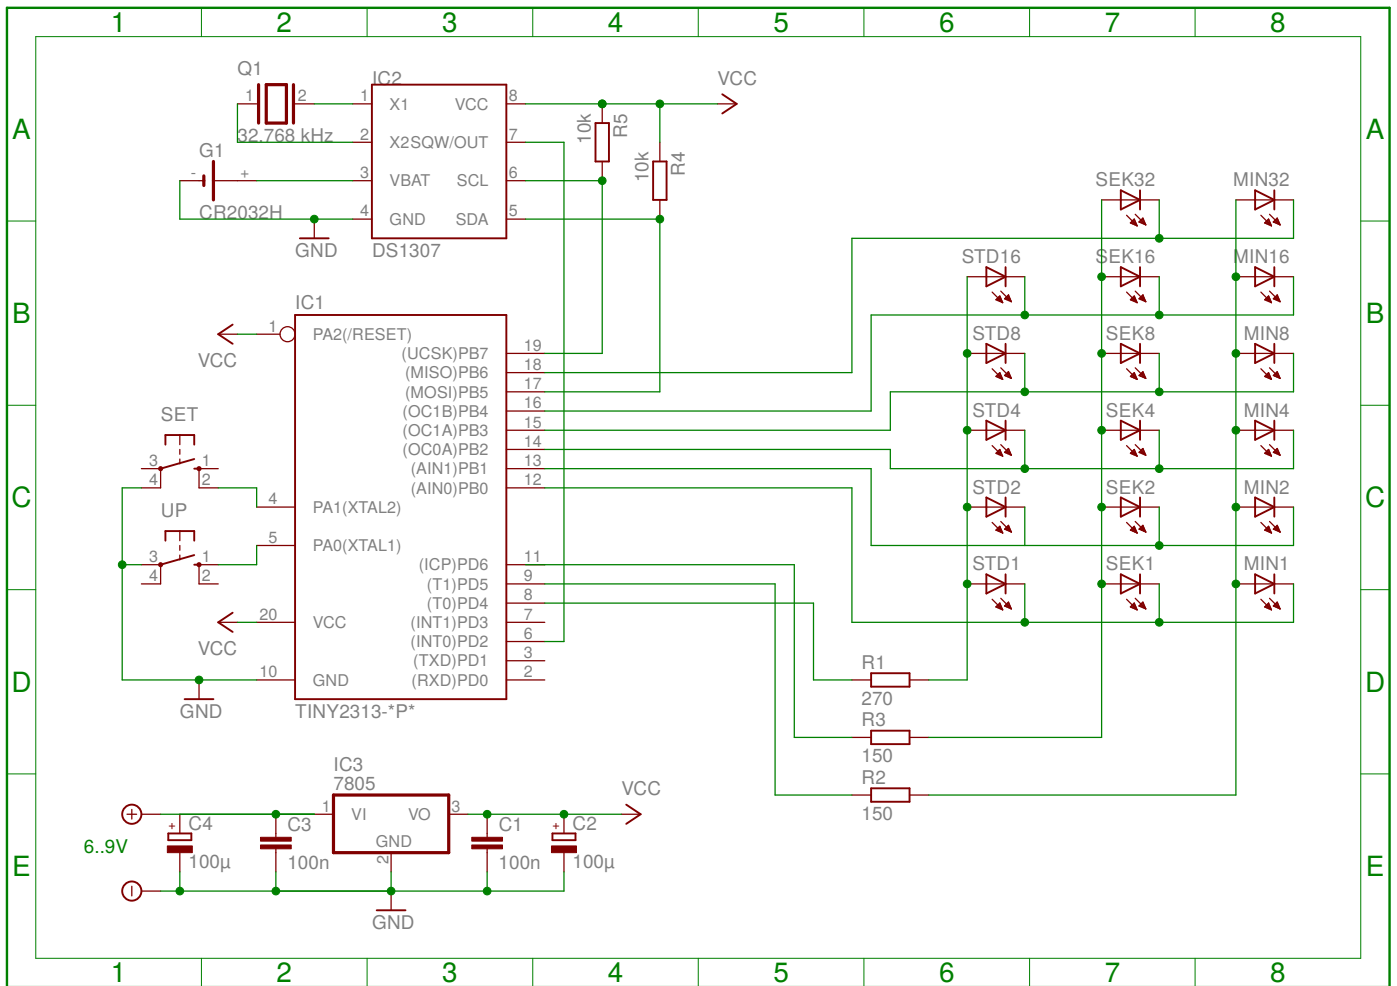 1 2 3 4 5 6 7 8
A
B
C
D
E
A
B
C
D
E
1 2 3 4 5 6 7 8
Q1
1 2
32.768 kHz
G1
- +
CR2032H
GND
IC2
1 X1
2 X2
3 VBAT
4 GND
VCC 8
SQW/OUT 7
SCL 6
SDA 5
DS1307
VCC
10k
R5
10k
R4
IC1
1 PA2(/RESET)
VCC
4 PA1(XTAL2)
5 PA0(XTAL1)
20 VCC
VCC
10 GND
GND
(UCSK)PB7 19
(MISO)PB6 18
(MOSI)PB5 17
(OC1B)PB4 16
(OC1A)PB3 15
(OC0A)PB2 14
(AIN1)PB1 13
(AIN0)PB0 12
(ICP)PD6 11
(T1)PD5 9
(T0)PD4 8
(INT1)PD3 7
(INT0)PD2 6
(TXD)PD1 3
(RXD)PD0 2
TINY2313-*P*
SET
3 1
4 2
UP
3 1
4 2
SEK32 MIN32
STD16 SEK16 MIN16
STD8 SEK8 MIN8
STD4 SEK4 MIN4
STD2 SEK2 MIN2
STD1 SEK1 MIN1
R1
270
R3
150
R2
150
IC3
7805
1 VI VO 3
GND
2
VCC
+
6..9V
+ C4
100µ
C3
100n
C1
100n
+ C2
100µ
GND